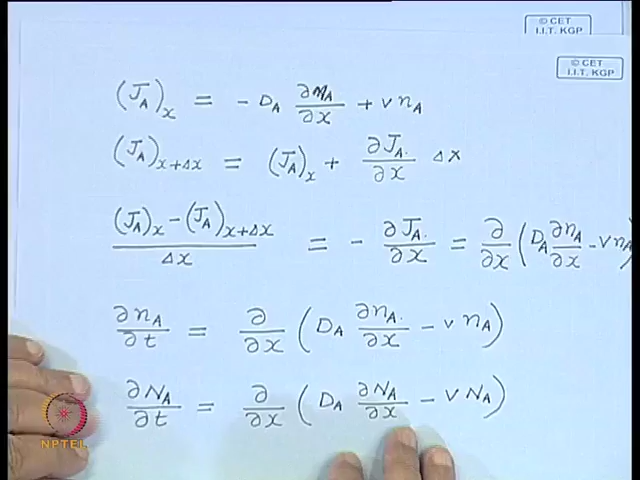 © CET
I.I.T. KGP
© CET
I.I.T. KGP
(J_A)_x = - D_A ∂n_A/∂x + v n_A
(J_A)_{x+Δx} = (J_A)_x + ∂J_A/∂x Δx
((J_A)_x - (J_A)_{x+Δx})/Δx = - ∂J_A/∂x = ∂/∂x (D_A ∂n_A/∂x - v n_A)
∂n_A/∂t = ∂/∂x (D_A ∂n_A/∂x - v n_A)
∂N_A/∂t = ∂/∂x (D_A ∂N_A/∂x - v N_A)
NPTEL